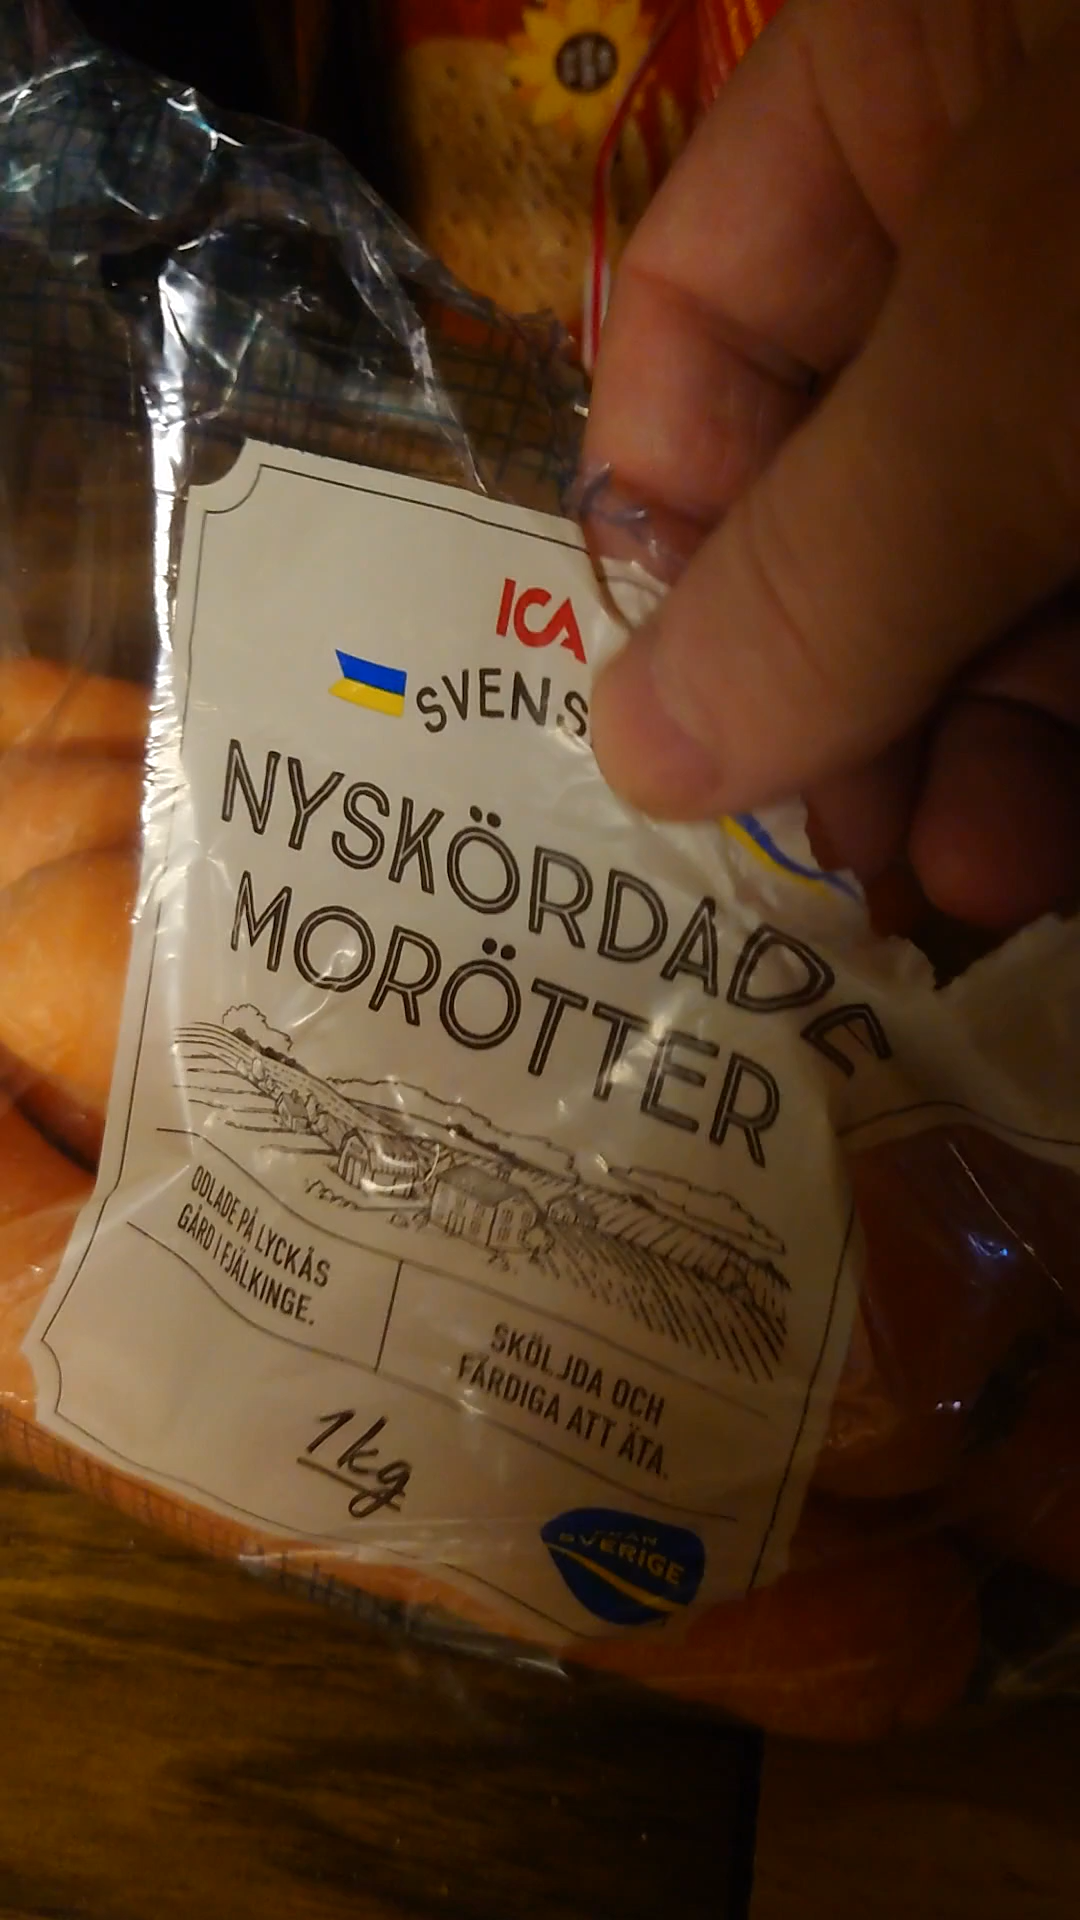 ICA
SVENS
NYSKÖRDADE
MORÖTTER
ODLADE PÅ LYCKÅS
GÅRD I FJÄLKINGE.
SKÖLJDA OCH
FÄRDIGA ATT ÄTA.
1kg
FRÅN
SVERIGE